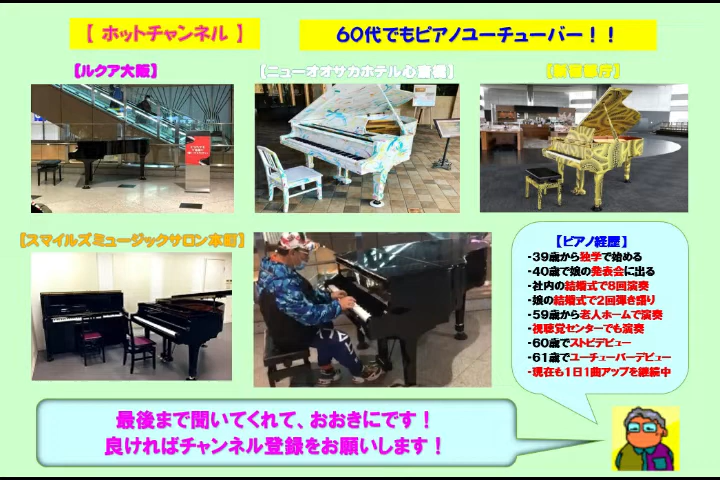 【 ホットチャンネル 】
60代でもピアノユーチューバー！！
【ルクア大阪】
【ニューオオサカホテル心斎橋】
【新宿都庁】
【スマイルズミュージックサロン本町】
【ピアノ経歴】
・39歳から独学で始める
・40歳で娘の発表会に出る
・社内の結婚式で8回演奏
・娘の結婚式で2回弾き語り
・59歳から老人ホームで演奏
・視聴覚センターでも演奏
・60歳でストピデビュー
・61歳でユーチューバーデビュー
・現在も1日1曲アップを継続中
最後まで聞いてくれて、おおきにです！
良ければチャンネル登録をお願いします！